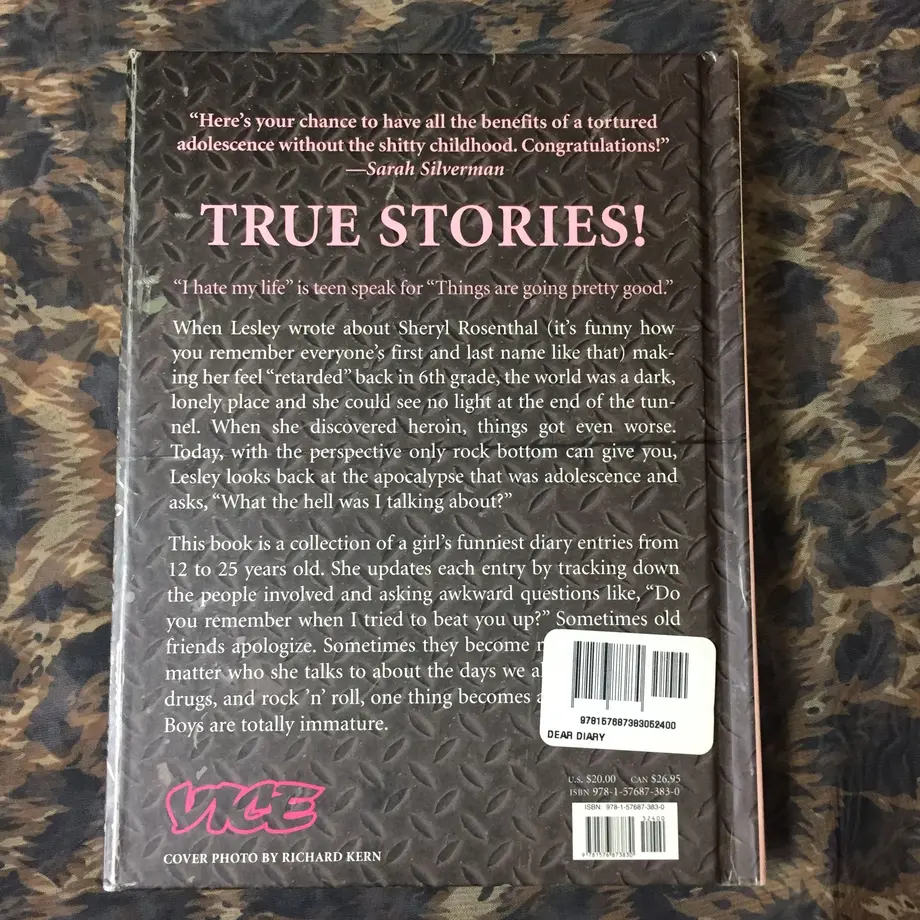 “Here’s your chance to have all the benefits of a tortured
adolescence without the shitty childhood. Congratulations!”
—Sarah Silverman
TRUE STORIES!
“I hate my life” is teen speak for “Things are going pretty good.”
When Lesley wrote about Sheryl Rosenthal (it’s funny how
you remember everyone’s first and last name like that) mak-
ing her feel “retarded” back in 6th grade, the world was a dark,
lonely place and she could see no light at the end of the tun-
nel. When she discovered heroin, things got even worse.
Today, with the perspective only rock bottom can give you,
Lesley looks back at the apocalypse that was adolescence and
asks, “What the hell was I talking about?”
This book is a collection of a girl’s funniest diary entries from
12 to 25 years old. She updates each entry by tracking down
the people involved and asking awkward questions like, “Do
you remember when I tried to beat you up?” Sometimes old
friends apologize. Sometimes they become
matter who she talks to about the days we
drugs, and rock ’n’ roll, one thing becomes
Boys are totally immature.
978157687383052400
DEAR DIARY
VICE
U.S. $20.00 CAN $26.95
ISBN 978-1-57687-383-0
ISBN 978-1-57687-383-0
52400
9 781576 873830
COVER PHOTO BY RICHARD KERN